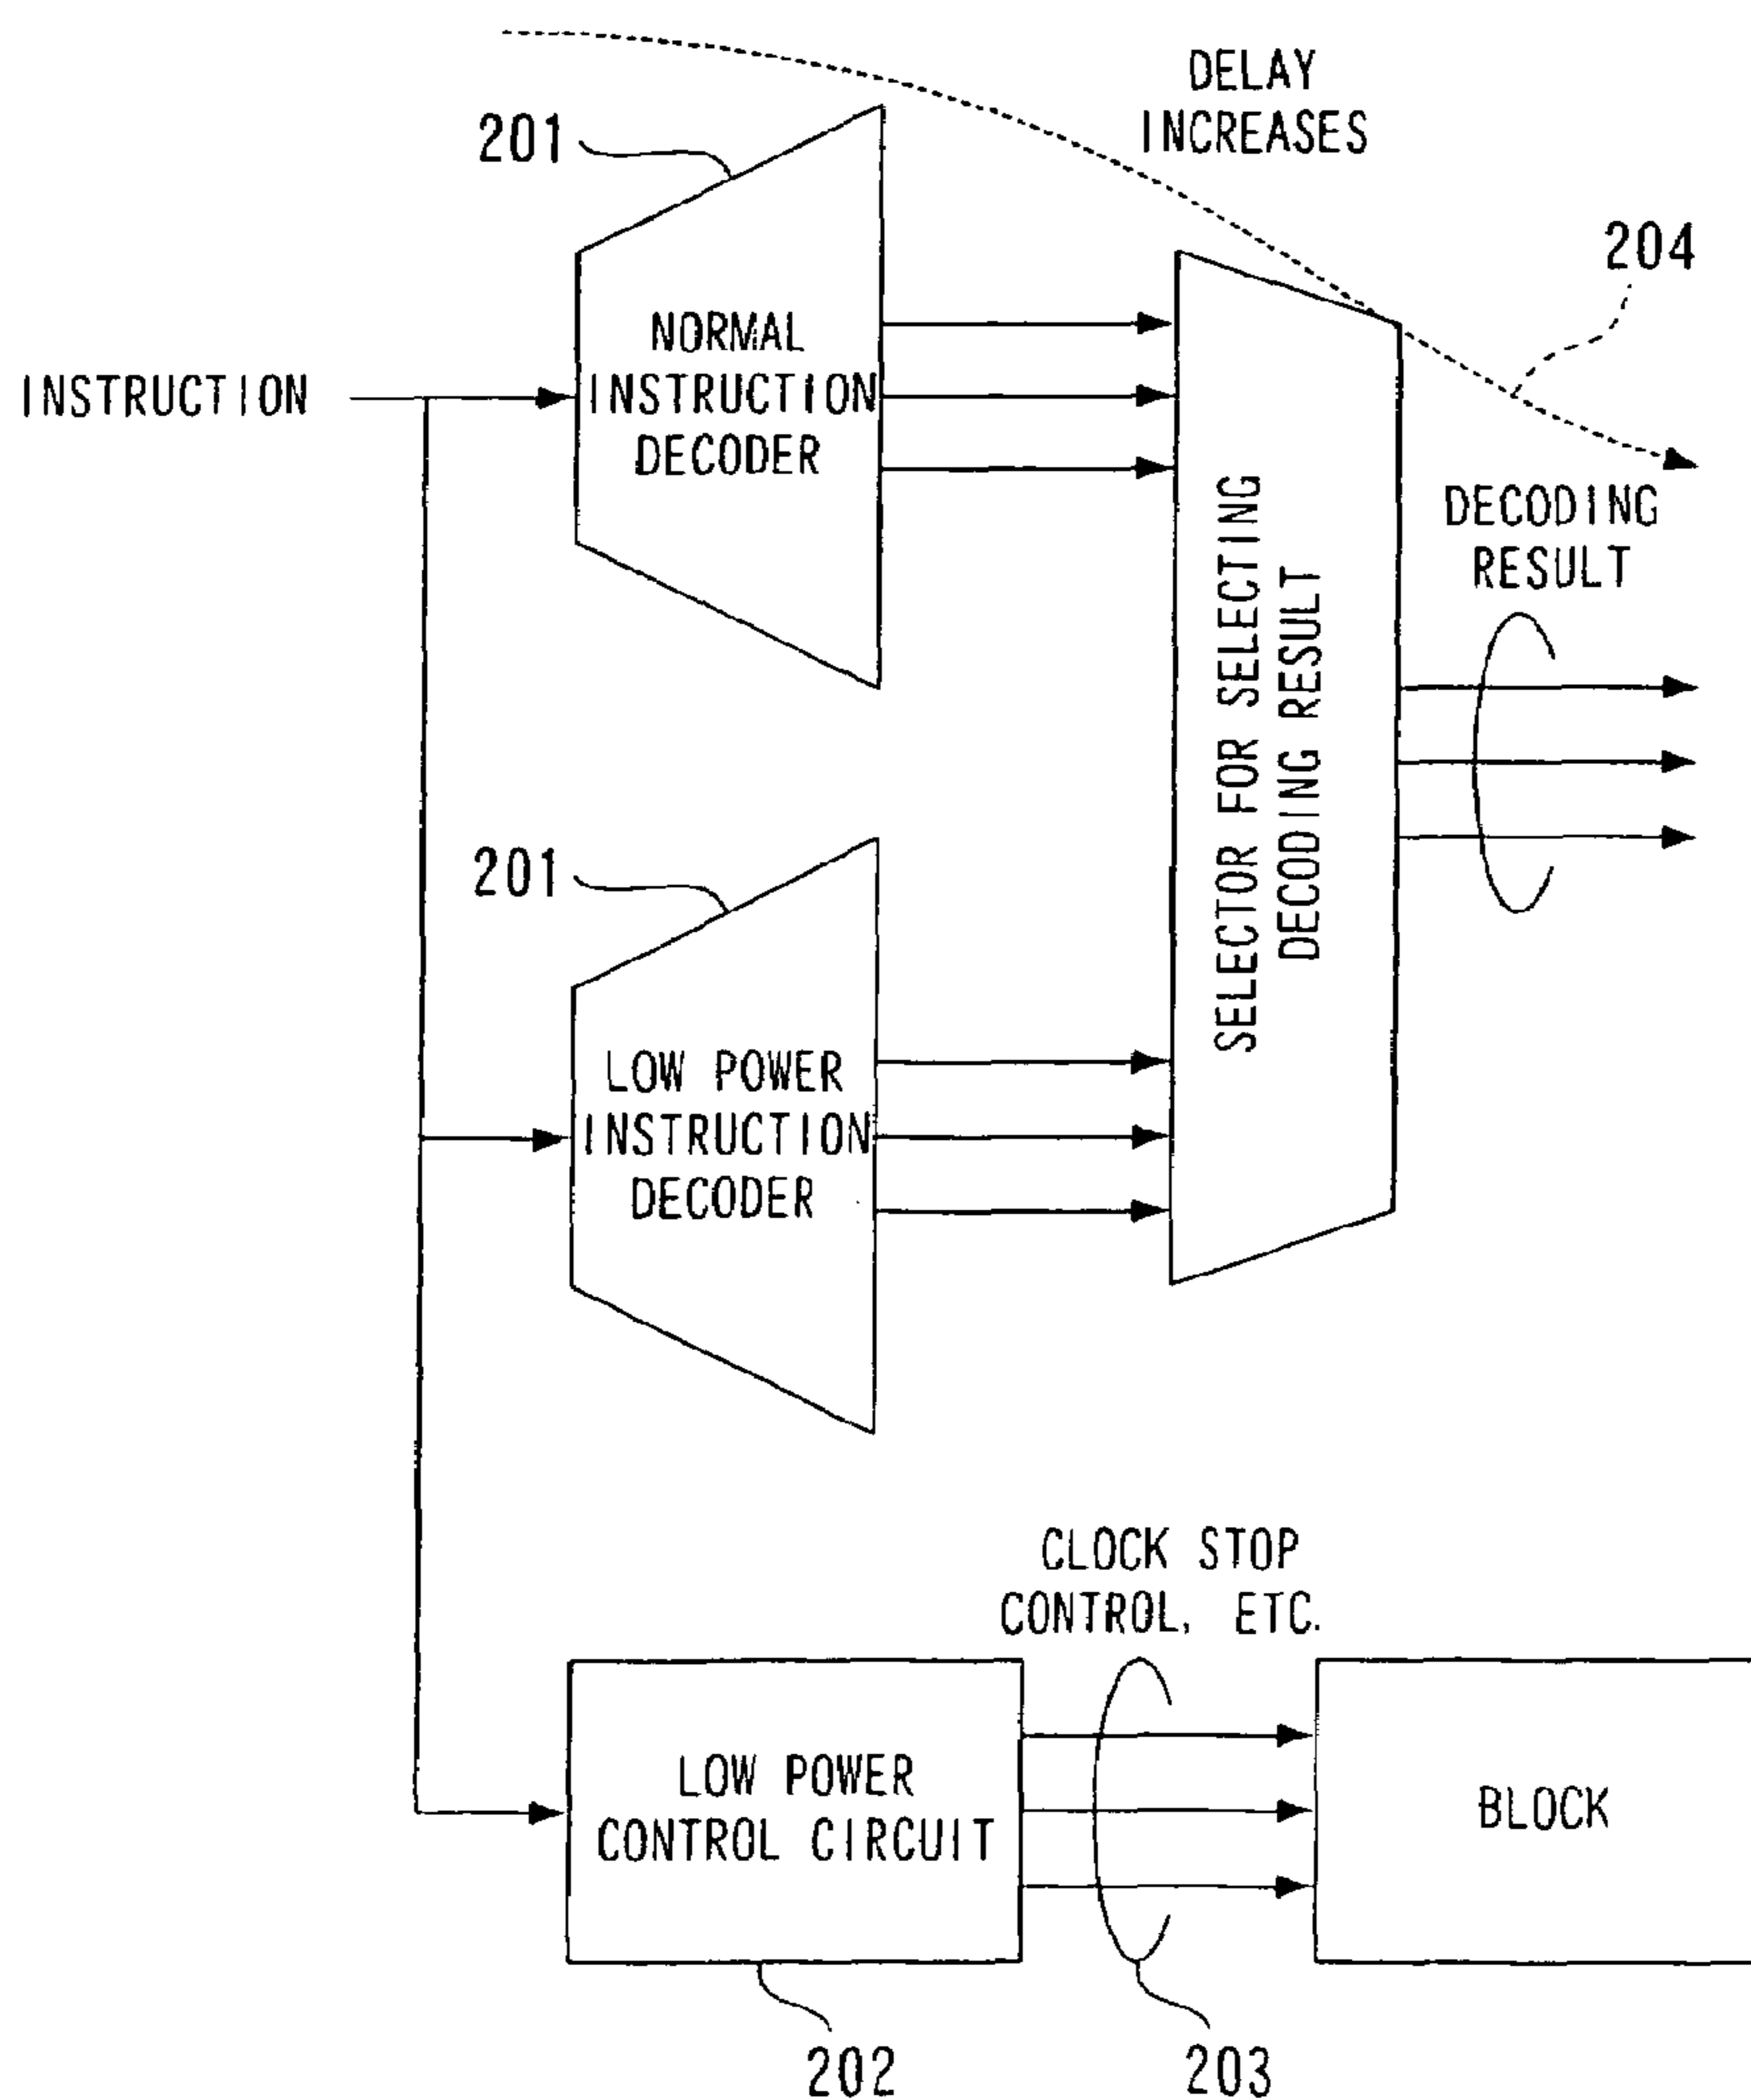 DELAY
INCREASES
201
204
NORMAL
INSTRUCTION
DECODER
INSTRUCTION
DECODING
RESULT
SELECTOR FOR SELECTING
DECODING RESULT
201
LOW POWER
INSTRUCTION
DECODER
CLOCK STOP
CONTROL, ETC.
LOW POWER
CONTROL CIRCUIT
BLOCK
202
203